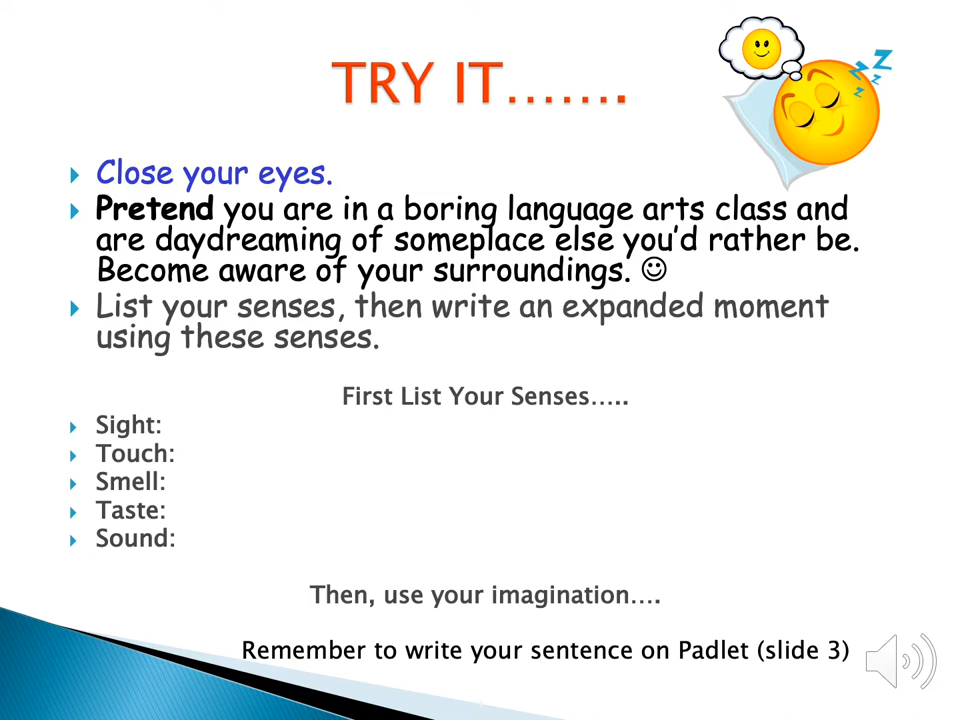 TRY IT…….
Close your eyes.
Pretend you are in a boring language arts class and
are daydreaming of someplace else you’d rather be.
Become aware of your surroundings. ☺
List your senses, then write an expanded moment
using these senses.
First List Your Senses…..
Sight:
Touch:
Smell:
Taste:
Sound:
Then, use your imagination….
Remember to write your sentence on Padlet (slide 3)
z z z z